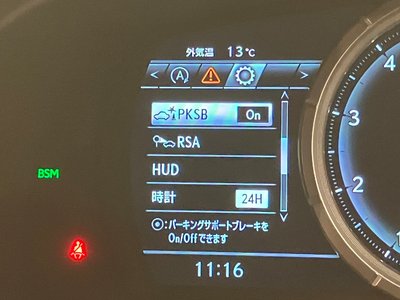 外気温 13℃
< A >
PKSB On
RSA
HUD
時計 24H
:パーキングサポートブレーキを
On/Offできます
11:16
BSM
4
3
2
1